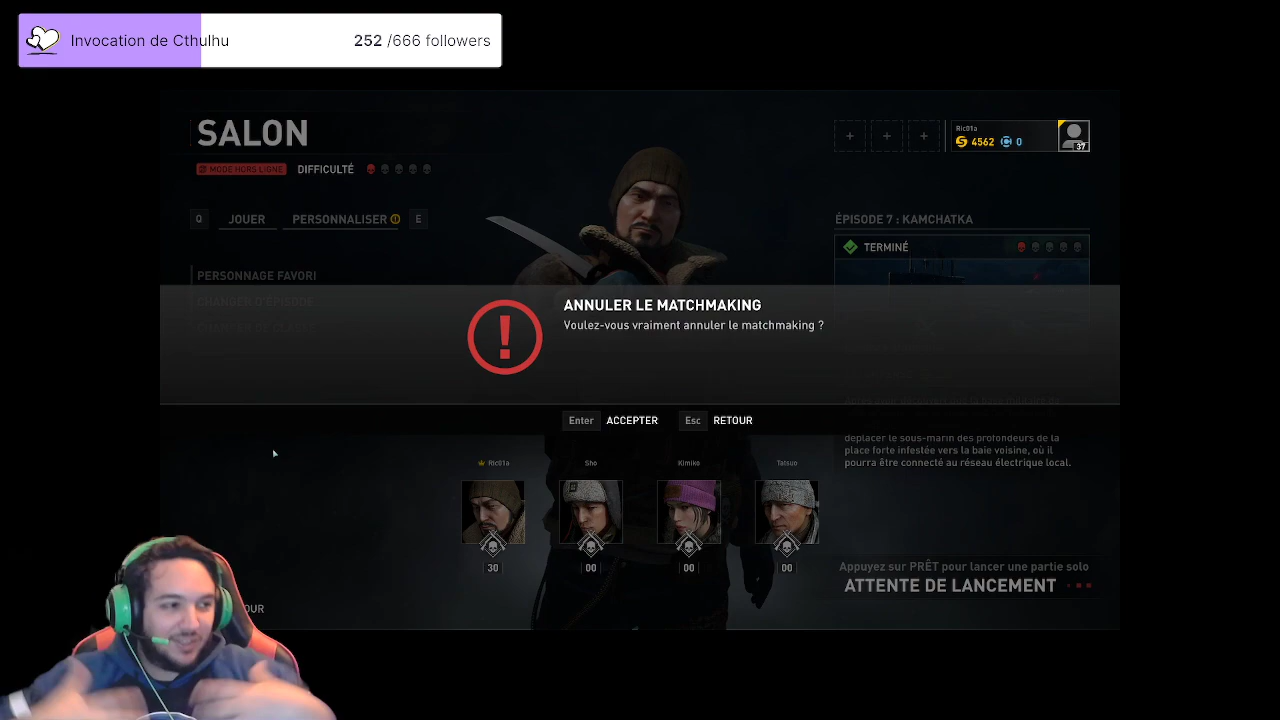 Invocation de Cthulhu 252 /666 followers
SALON
MODE HORS LIGNE DIFFICULTÉ
Q JOUER PERSONNALISER E
PERSONNAGE FAVORI
CHANGER D'ÉPISODE
+ + +
Ric01a
4562 0
37
ÉPISODE 7 : KAMCHATKA
TERMINÉ
ANNULER LE MATCHMAKING
Voulez-vous vraiment annuler le matchmaking ?
Enter ACCEPTER Esc RETOUR
déplacer le sous-marin des profondeurs de la
place forte infestée vers la baie voisine, où il
pourra être connecté au réseau électrique local.
Ric01a Sho Kimiko Tatsuo
30 00 00 00
Appuyez sur PRÊT pour lancer une partie solo
ATTENTE DE LANCEMENT
OUR